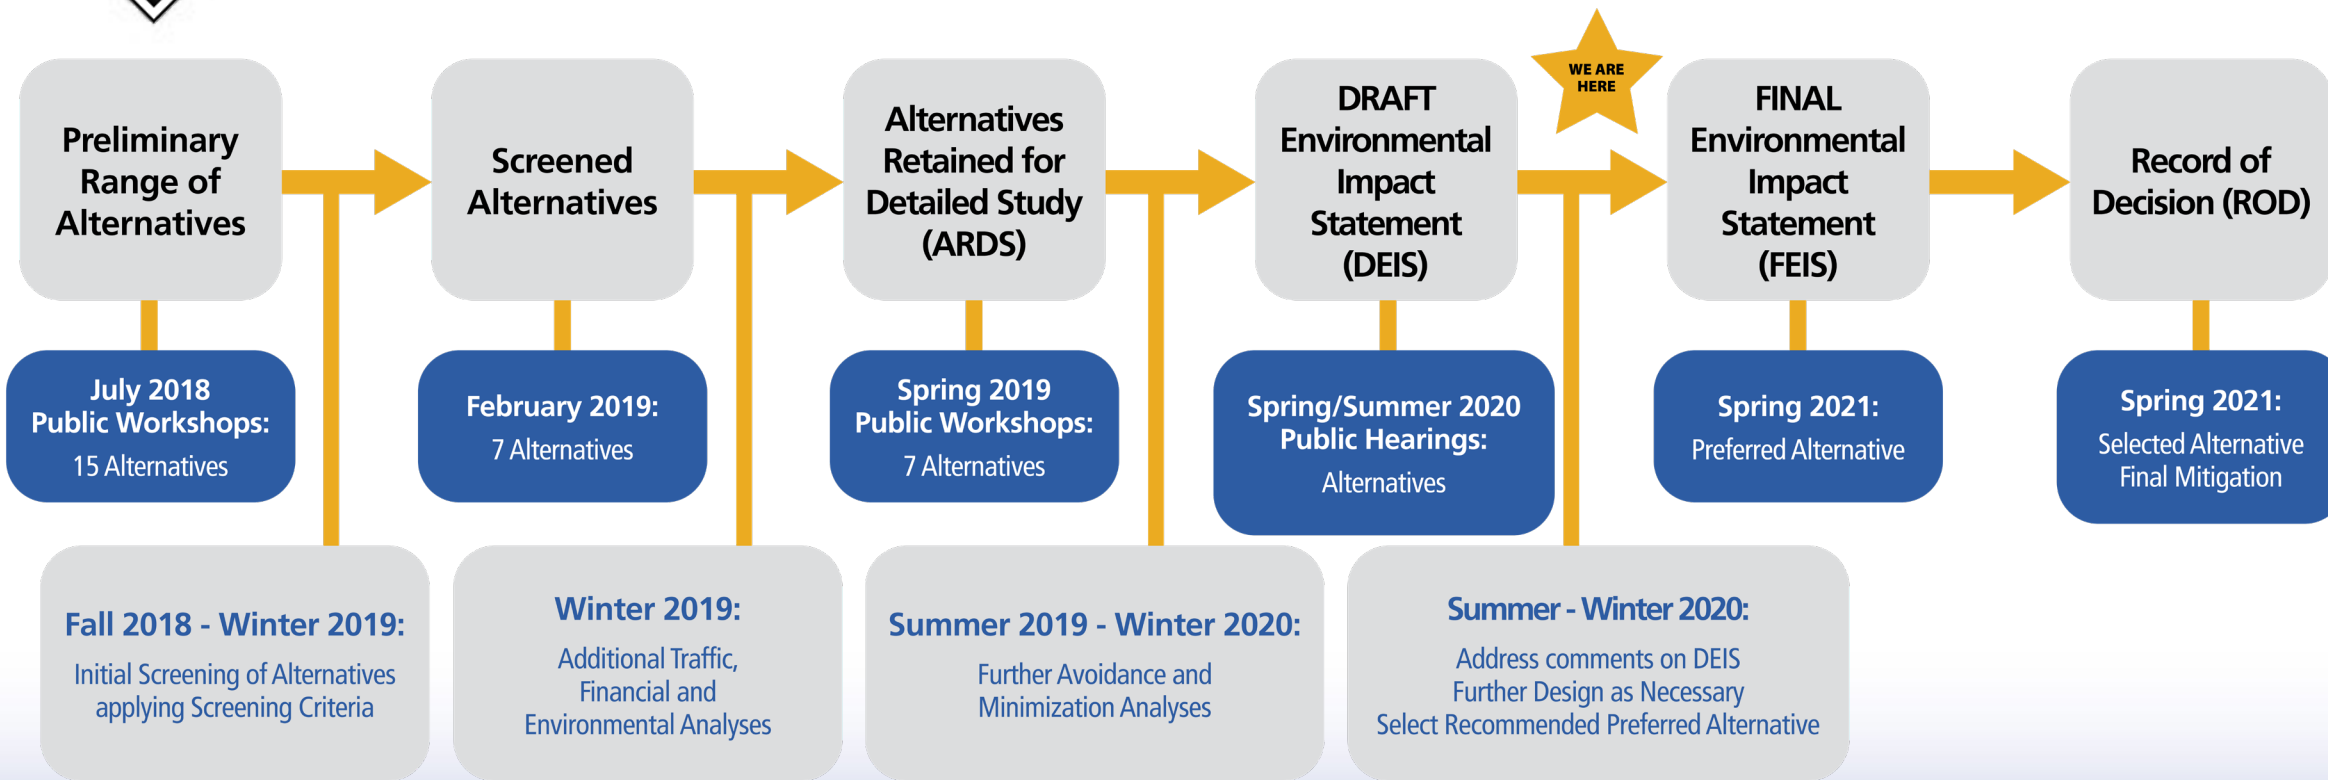 WE ARE
HERE
Preliminary
Range of
Alternatives
Screened
Alternatives
Alternatives
Retained for
Detailed Study
(ARDS)
DRAFT
Environmental
Impact
Statement
(DEIS)
FINAL
Environmental
Impact
Statement
(FEIS)
Record of
Decision (ROD)
July 2018
Public Workshops:
15 Alternatives
February 2019:
7 Alternatives
Spring 2019
Public Workshops:
7 Alternatives
Spring/Summer 2020
Public Hearings:
Alternatives
Spring 2021:
Preferred Alternative
Spring 2021:
Selected Alternative
Final Mitigation
Fall 2018 - Winter 2019:
Initial Screening of Alternatives
applying Screening Criteria
Winter 2019:
Additional Traffic,
Financial and
Environmental Analyses
Summer 2019 - Winter 2020:
Further Avoidance and
Minimization Analyses
Summer - Winter 2020:
Address comments on DEIS
Further Design as Necessary
Select Recommended Preferred Alternative